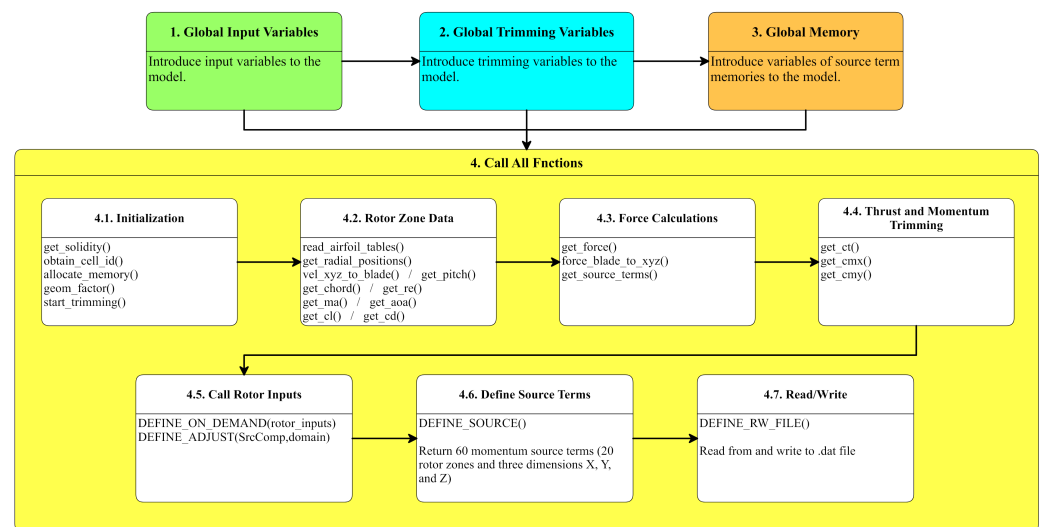 1. Global Input Variables
Introduce input variables to the
model.
2. Global Trimming Variables
Introduce trimming variables to the
model.
3. Global Memory
Introduce variables of source term
memories to the model.
4. Call All Fnctions
4.1. Initialization
get_solidity()
obtain_cell_id()
allocate_memory()
geom_factor()
start_trimming()
4.2. Rotor Zone Data
read_airfoil_tables()
get_radial_positions()
vel_xyz_to_blade() / get_pitch()
get_chord() / get_re()
get_ma() / get_aoa()
get_cl() / get_cd()
4.3. Force Calculations
get_force()
force_blade_to_xyz()
get_source_terms()
4.4. Thrust and Momentum
Trimming
get_ct()
get_cmx()
get_cmy()
4.5. Call Rotor Inputs
DEFINE_ON_DEMAND(rotor_inputs)
DEFINE_ADJUST(SrcComp,domain)
4.6. Define Source Terms
DEFINE_SOURCE()
Return 60 momentum source terms (20
rotor zones and three dimensions X, Y,
and Z)
4.7. Read/Write
DEFINE_RW_FILE()
Read from and write to .dat file